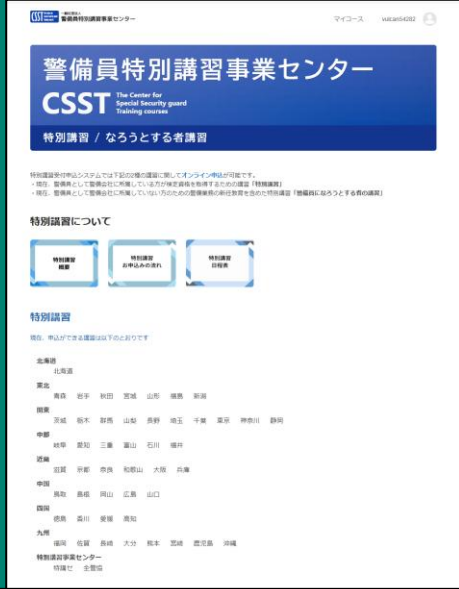 CSST 一般社団法人 警備員特別講習事業センター
マイコース vulcan54202
警備員特別講習事業センター
CSST The Center for Special Security guard Training courses
特別講習 / なろうとする者講習
特別講習受付申込システムでは下記の2種の講習に関してオンライン申込が可能です。
・現在、警備員として警備会社に所属している方が検定資格を取得するための講習「特別講習」
・現在、警備員として警備会社に所属していない方のための警備業務の新任教育を含めた特別講習「警備員になろうとする者の講習」
特別講習について
特別講習 概要
特別講習 お申込みの流れ
特別講習 日程表
特別講習
現在、申込ができる講習は以下のとおりです
北海道
北海道
東北
青森 岩手 秋田 宮城 山形 福島 新潟
関東
茨城 栃木 群馬 山梨 長野 埼玉 千葉 東京 神奈川 静岡
中部
岐阜 愛知 三重 富山 石川 福井
近畿
滋賀 京都 奈良 和歌山 大阪 兵庫
中国
鳥取 島根 岡山 広島 山口
四国
徳島 香川 愛媛 高知
九州
福岡 佐賀 長崎 大分 熊本 宮崎 鹿児島 沖縄
特別講習事業センター
特講セ 全警協